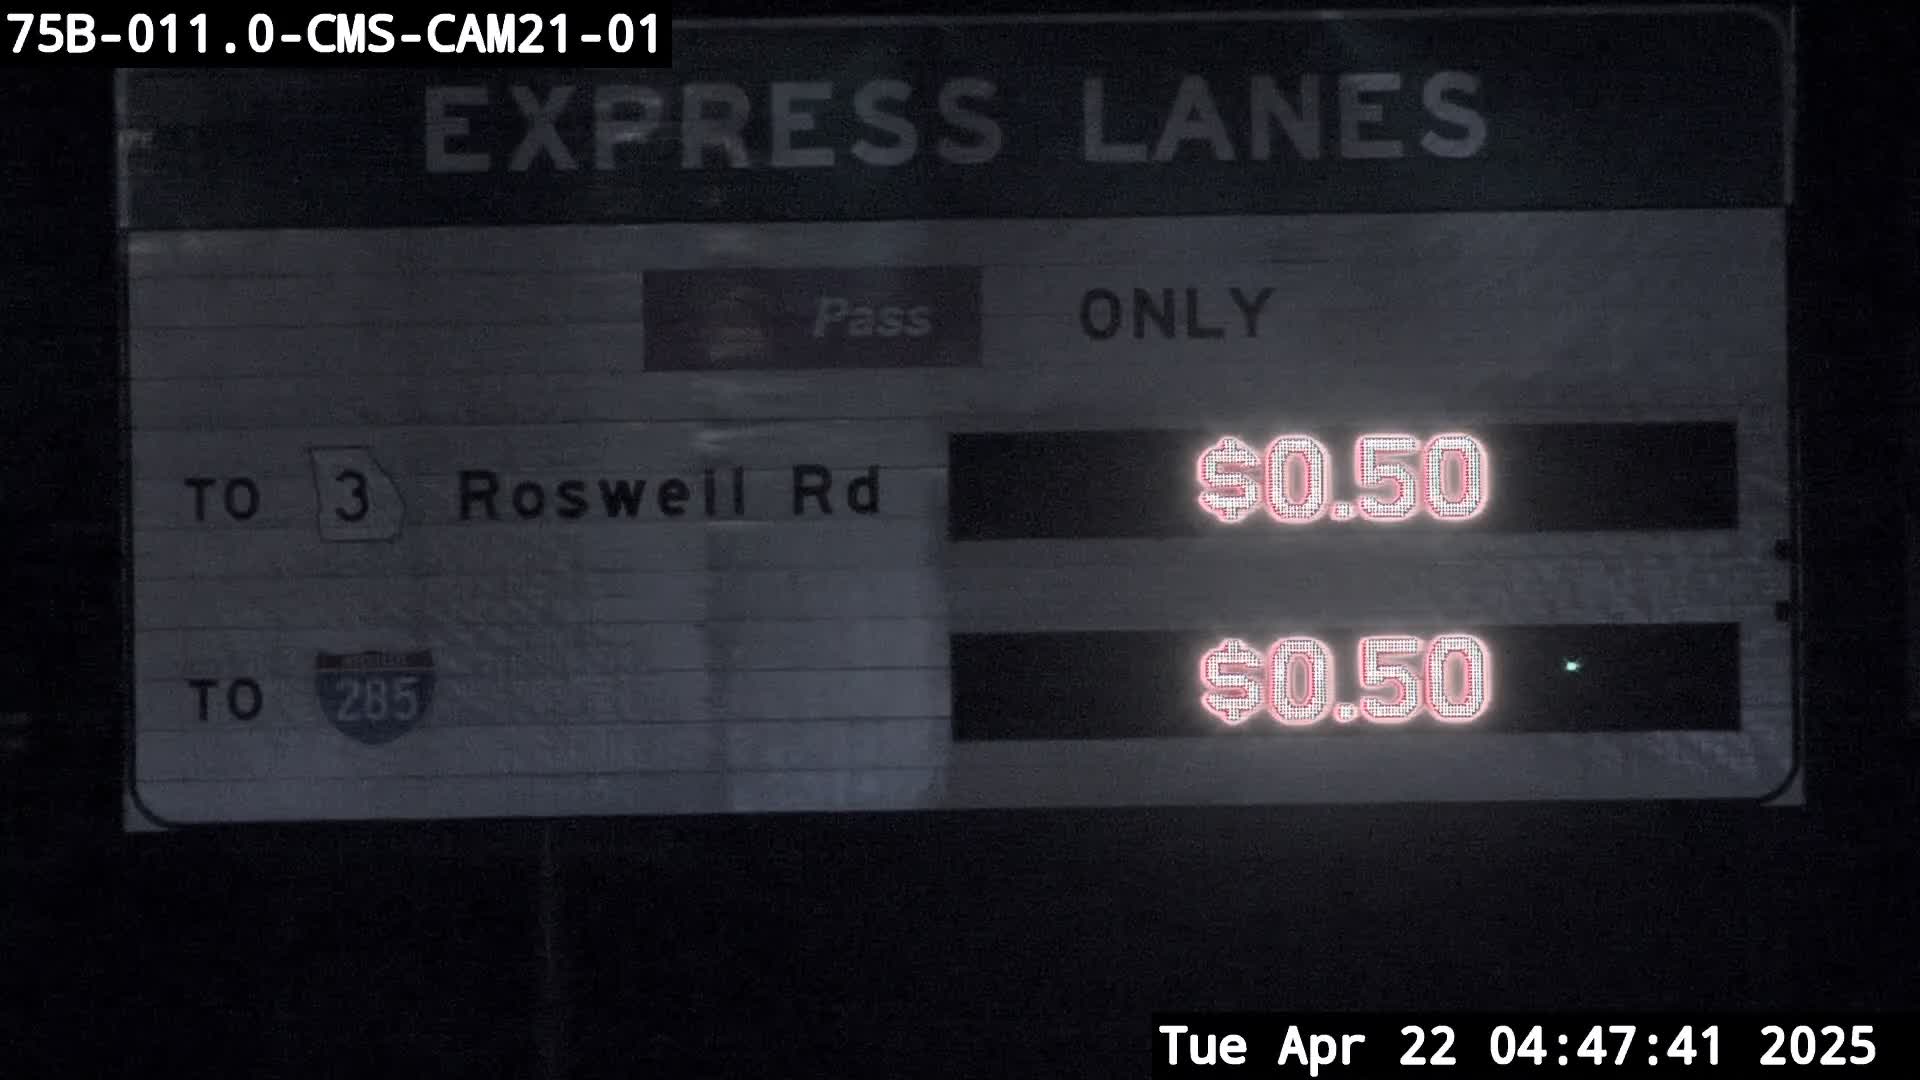 75B-011.0-CMS-CAM21-01
EXPRESS LANES
Pass ONLY
TO 3 Roswell Rd $0.50
TO 285 $0.50
Tue Apr 22 04:47:41 2025